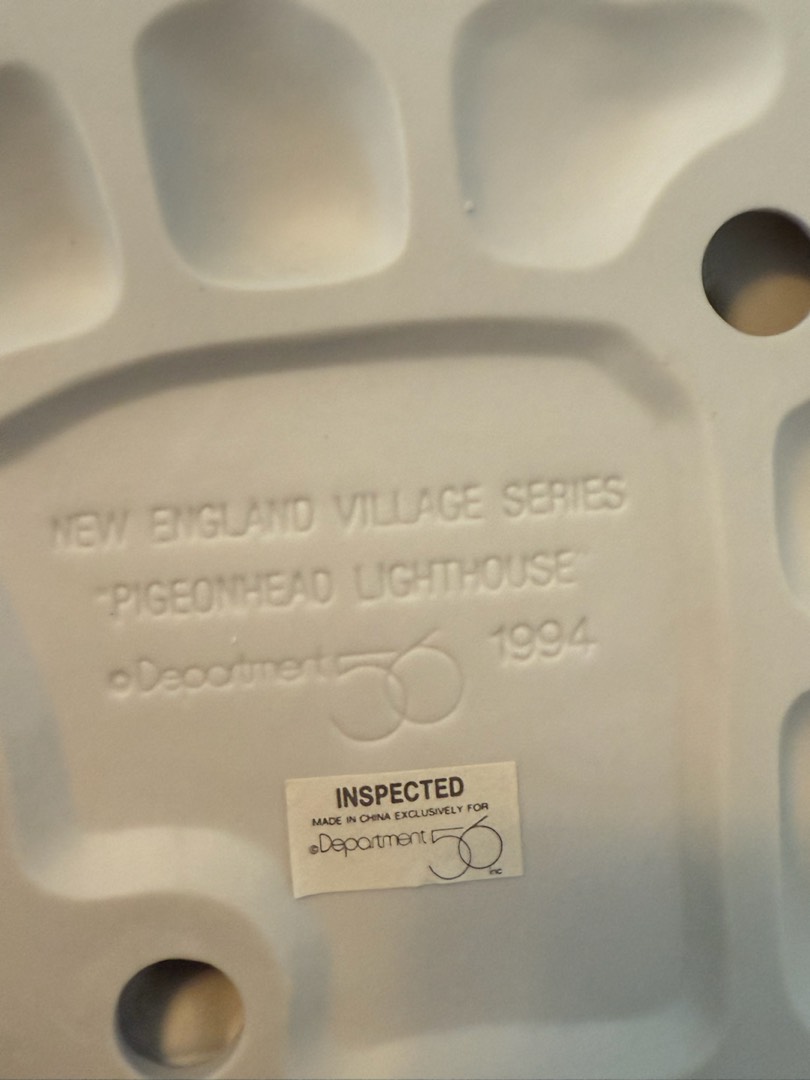 NEW ENGLAND VILLAGE SERIES
"PIGEONHEAD LIGHTHOUSE"
©Department 56 1994
INSPECTED
MADE IN CHINA EXCLUSIVELY FOR
©Department 56 inc